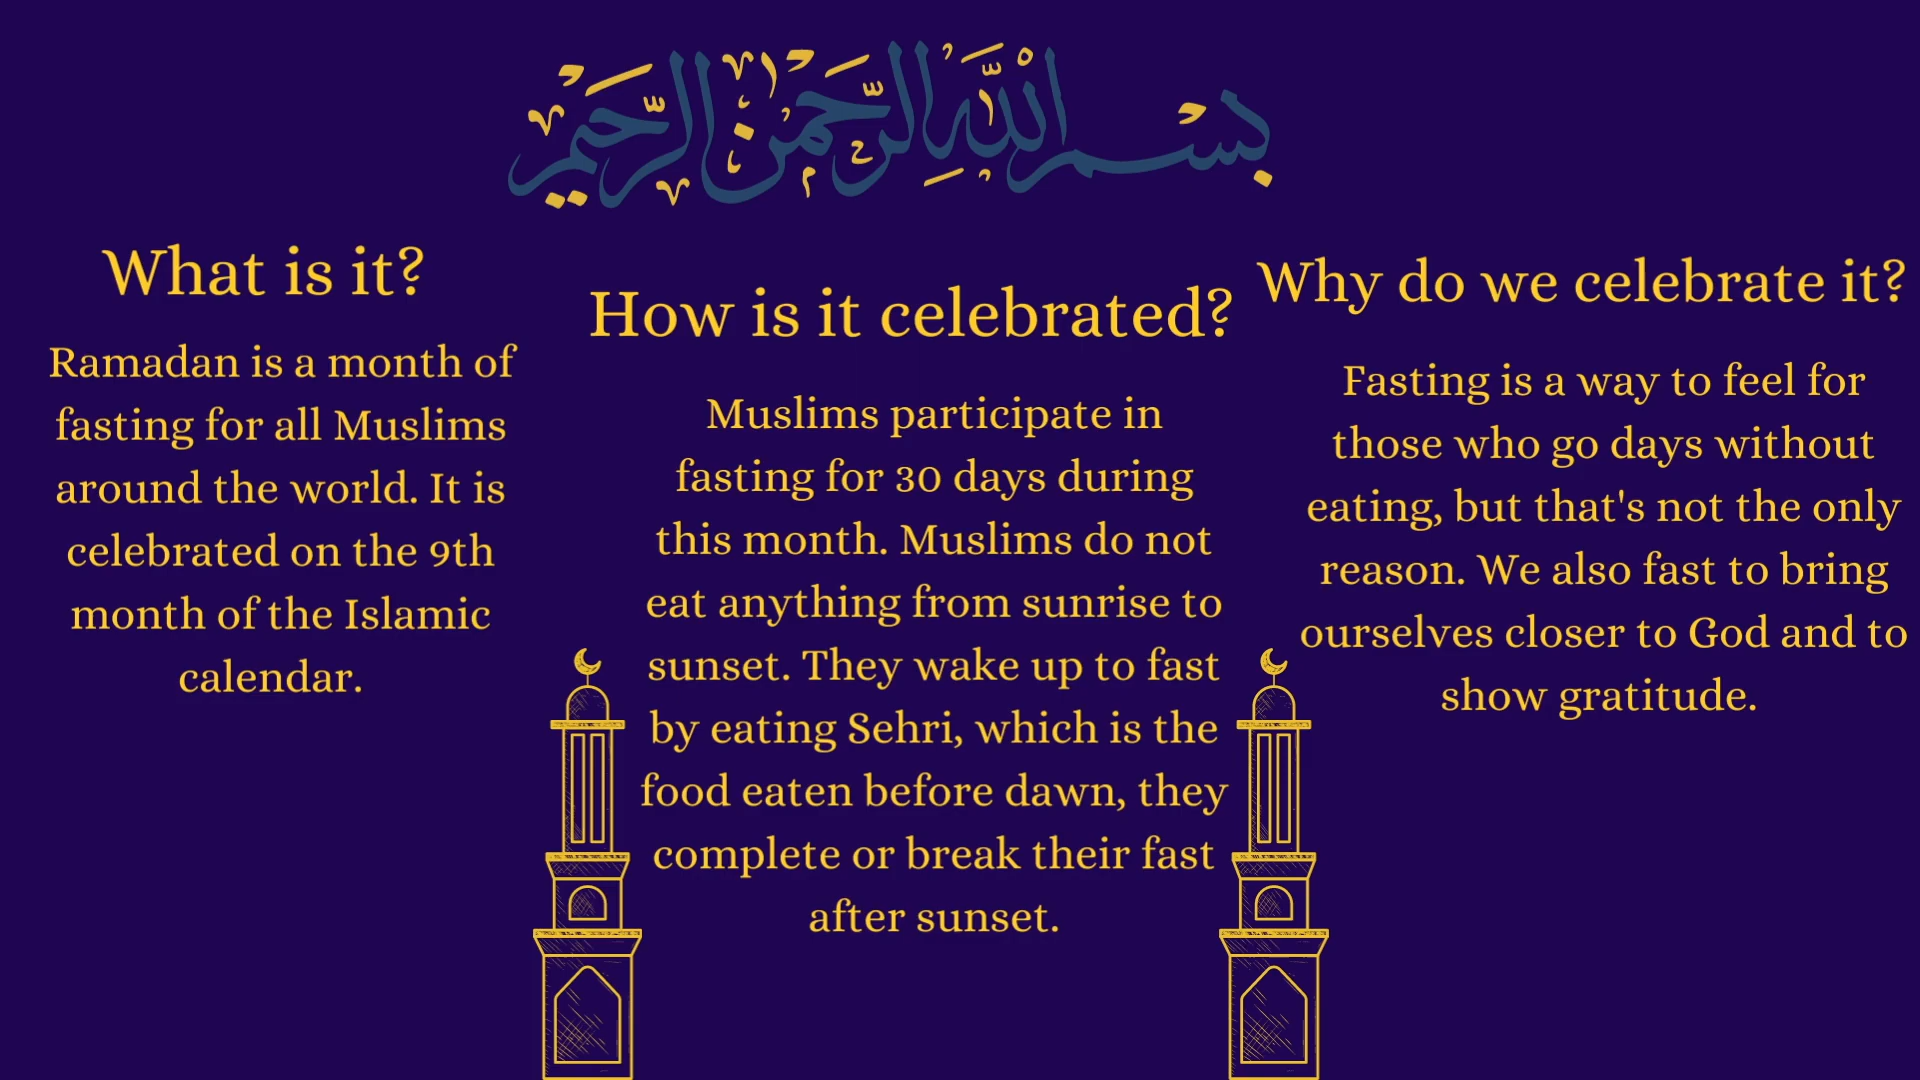 بِسْمِ اللَّهِ الرَّحْمَنِ الرَّحِيمِ
What is it?
Ramadan is a month of
fasting for all Muslims
around the world. It is
celebrated on the 9th
month of the Islamic
calendar.
How is it celebrated?
Muslims participate in
fasting for 30 days during
this month. Muslims do not
eat anything from sunrise to
sunset. They wake up to fast
by eating Sehri, which is the
food eaten before dawn, they
complete or break their fast
after sunset.
Why do we celebrate it?
Fasting is a way to feel for
those who go days without
eating, but that's not the only
reason. We also fast to bring
ourselves closer to God and to
show gratitude.